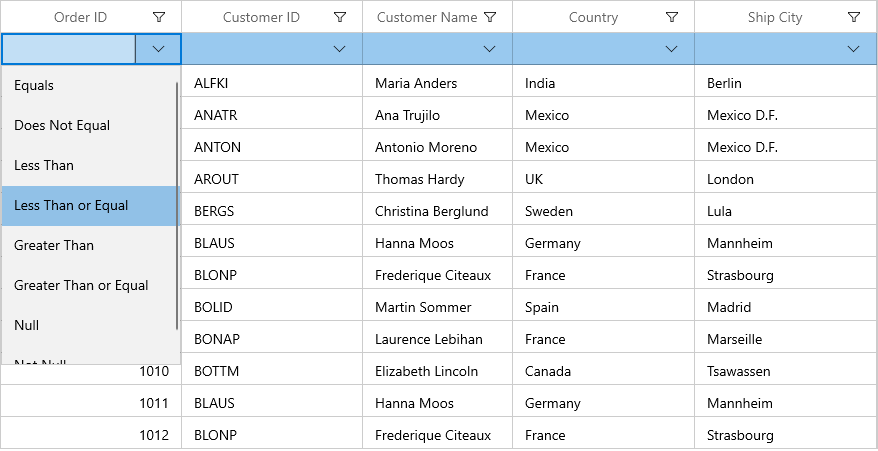 Order ID Customer ID Customer Name Country Ship City
Equals ALFKI Maria Anders India Berlin
Does Not Equal ANATR Ana Trujilo Mexico Mexico D.F.
ANTON Antonio Moreno Mexico Mexico D.F.
Less Than AROUT Thomas Hardy UK London
Less Than or Equal BERGS Christina Berglund Sweden Lula
Greater Than BLAUS Hanna Moos Germany Mannheim
Greater Than or Equal BLONP Frederique Citeaux France Strasbourg
BOLID Martin Sommer Spain Madrid
Null BONAP Laurence Lebihan France Marseille
Not Null
1010 BOTTM Elizabeth Lincoln Canada Tsawassen
1011 BLAUS Hanna Moos Germany Mannheim
1012 BLONP Frederique Citeaux France Strasbourg